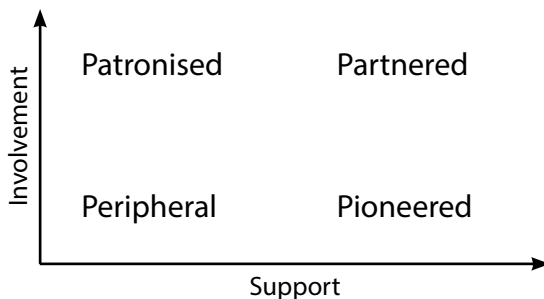 Involvement
Patronised
Partnered
Peripheral
Pioneered
Support